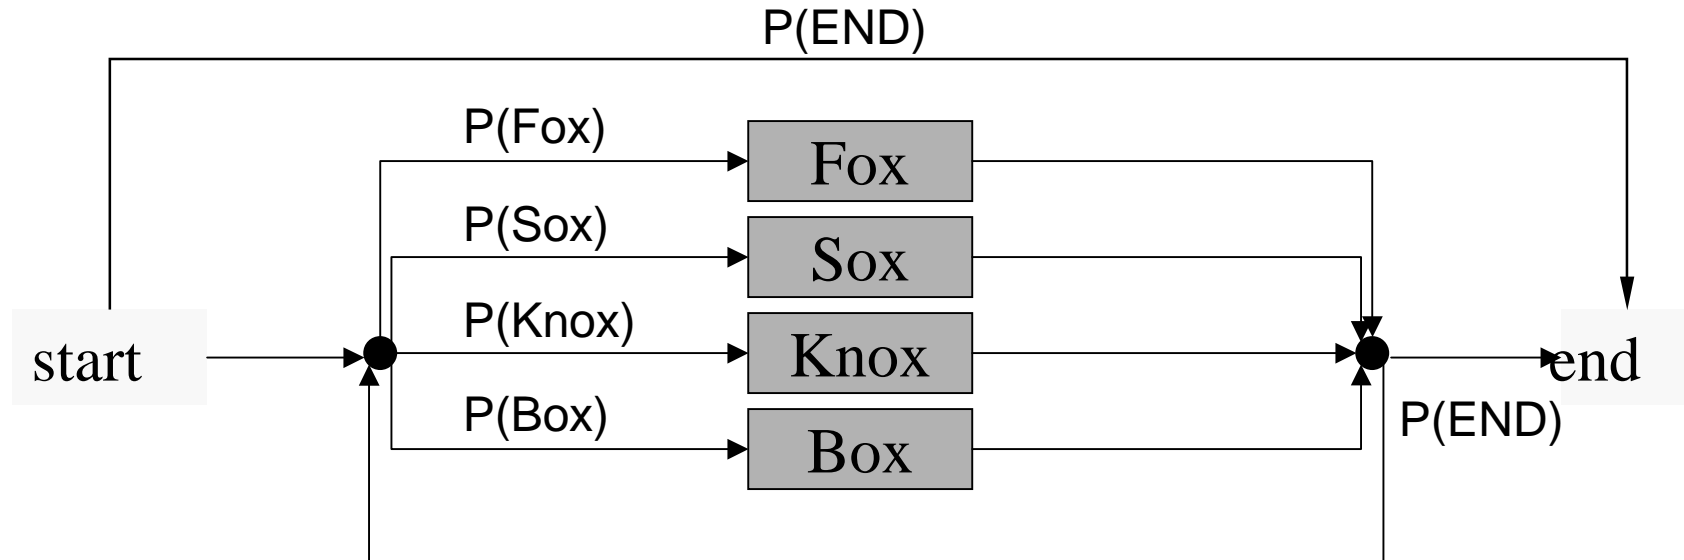 P(END)
P(Fox)
Fox
P(Sox)
Sox
P(Knox)
start
Knox
end
P(Box)
P(END)
Box